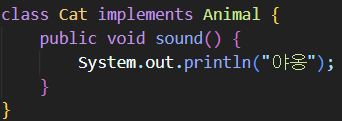 class Cat implements Animal {
    public void sound() {
        System.out.println("야옹");
    }
}